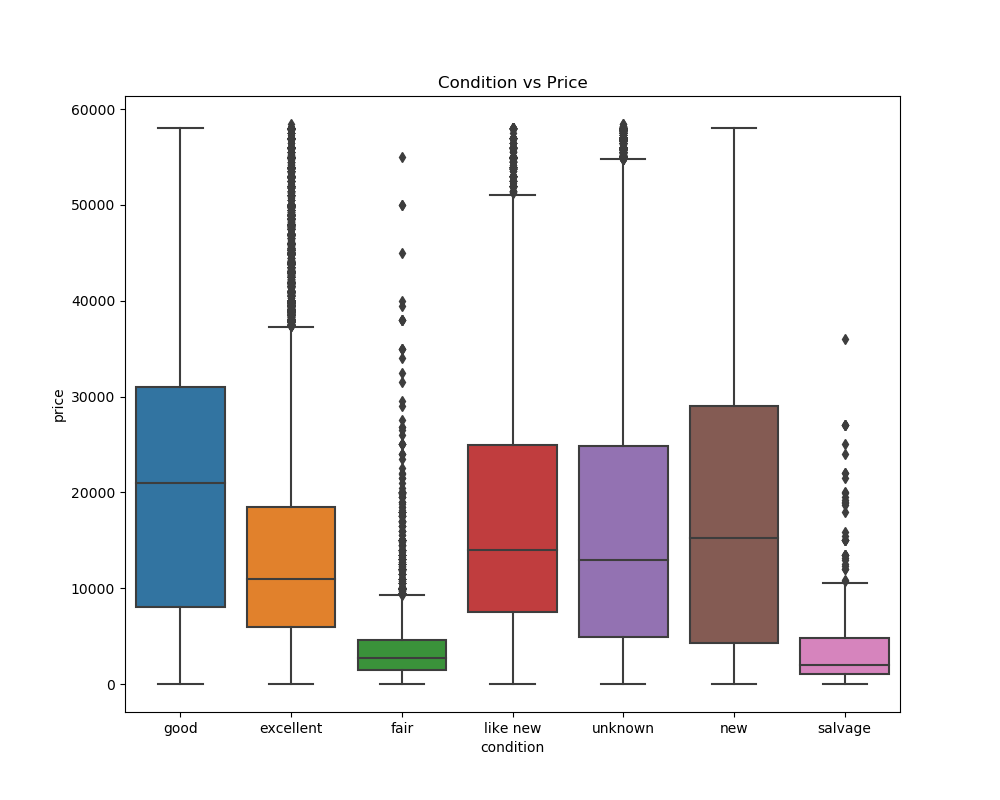 Condition vs Price
60000
50000
40000
30000
20000
10000
0
price
good excellent fair like new unknown new salvage
condition